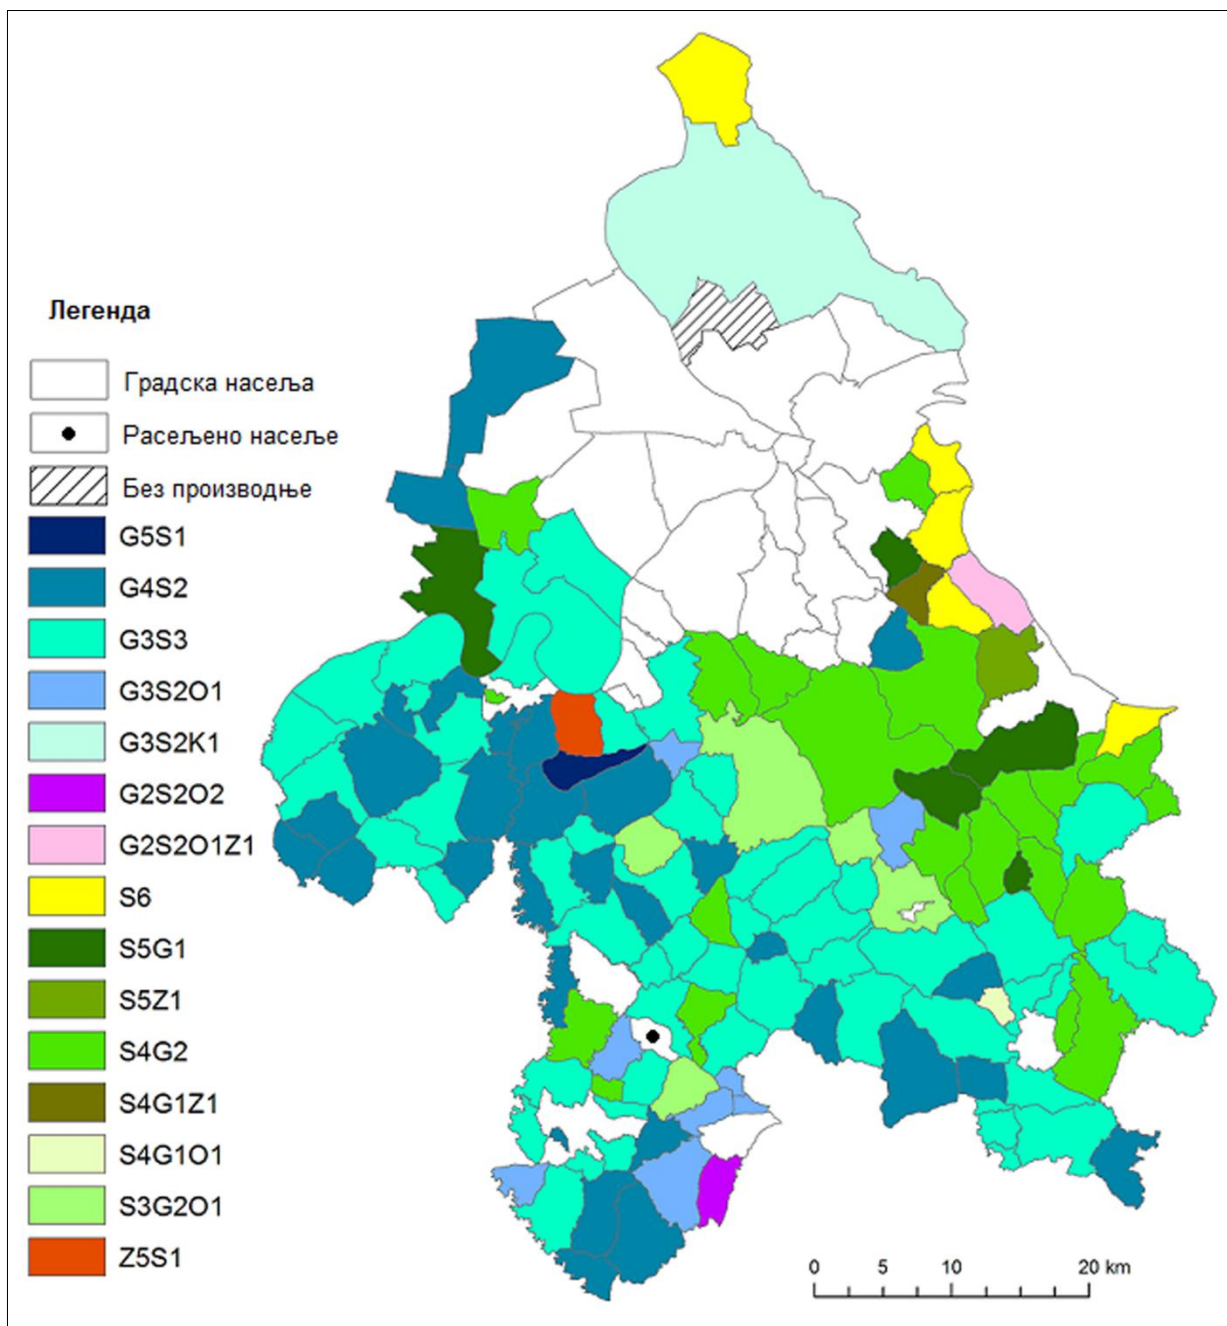 Легенда
Градска насеља
Расељено насеље
Без производње
G5S1
G4S2
G3S3
G3S2O1
G3S2K1
G2S2O2
G2S2O1Z1
S6
S5G1
S5Z1
S4G2
S4G1Z1
S4G1O1
S3G2O1
Z5S1
0 5 10 20 km